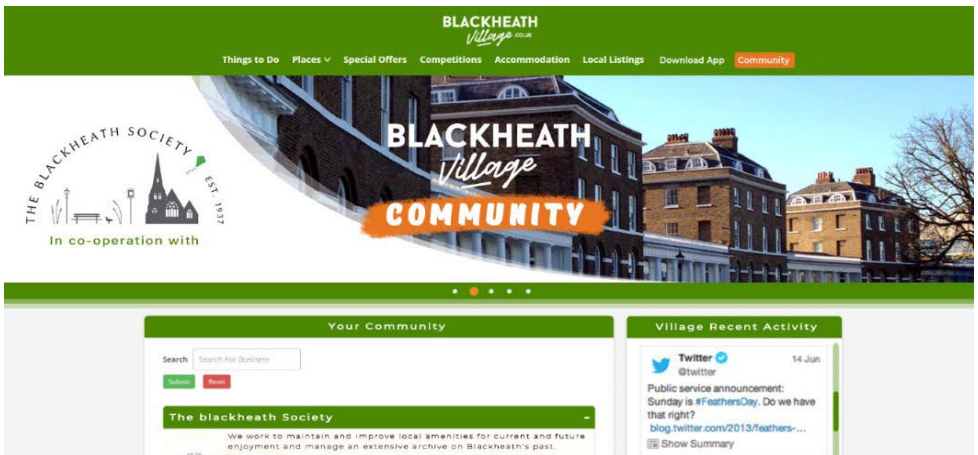 BLACKHEATH
Village.co.uk
Things to Do Places Special Offers Competitions Accommodation Local Listings Download App Community
THE BLACKHEATH SOCIETY EST 1937
In co-operation with
BLACKHEATH
Village
COMMUNITY
Your Community
Search Search For Business
Submit Reset
The blackheath Society
We work to maintain and improve local amenities for current and future
enjoyment and manage an extensive archive on Blackheath's past.
Village Recent Activity
Twitter 14 Jun
@twitter
Public service announcement:
Sunday is #FeathersDay. Do we have
that right?
blog.twitter.com/2013/feathers-...
Show Summary